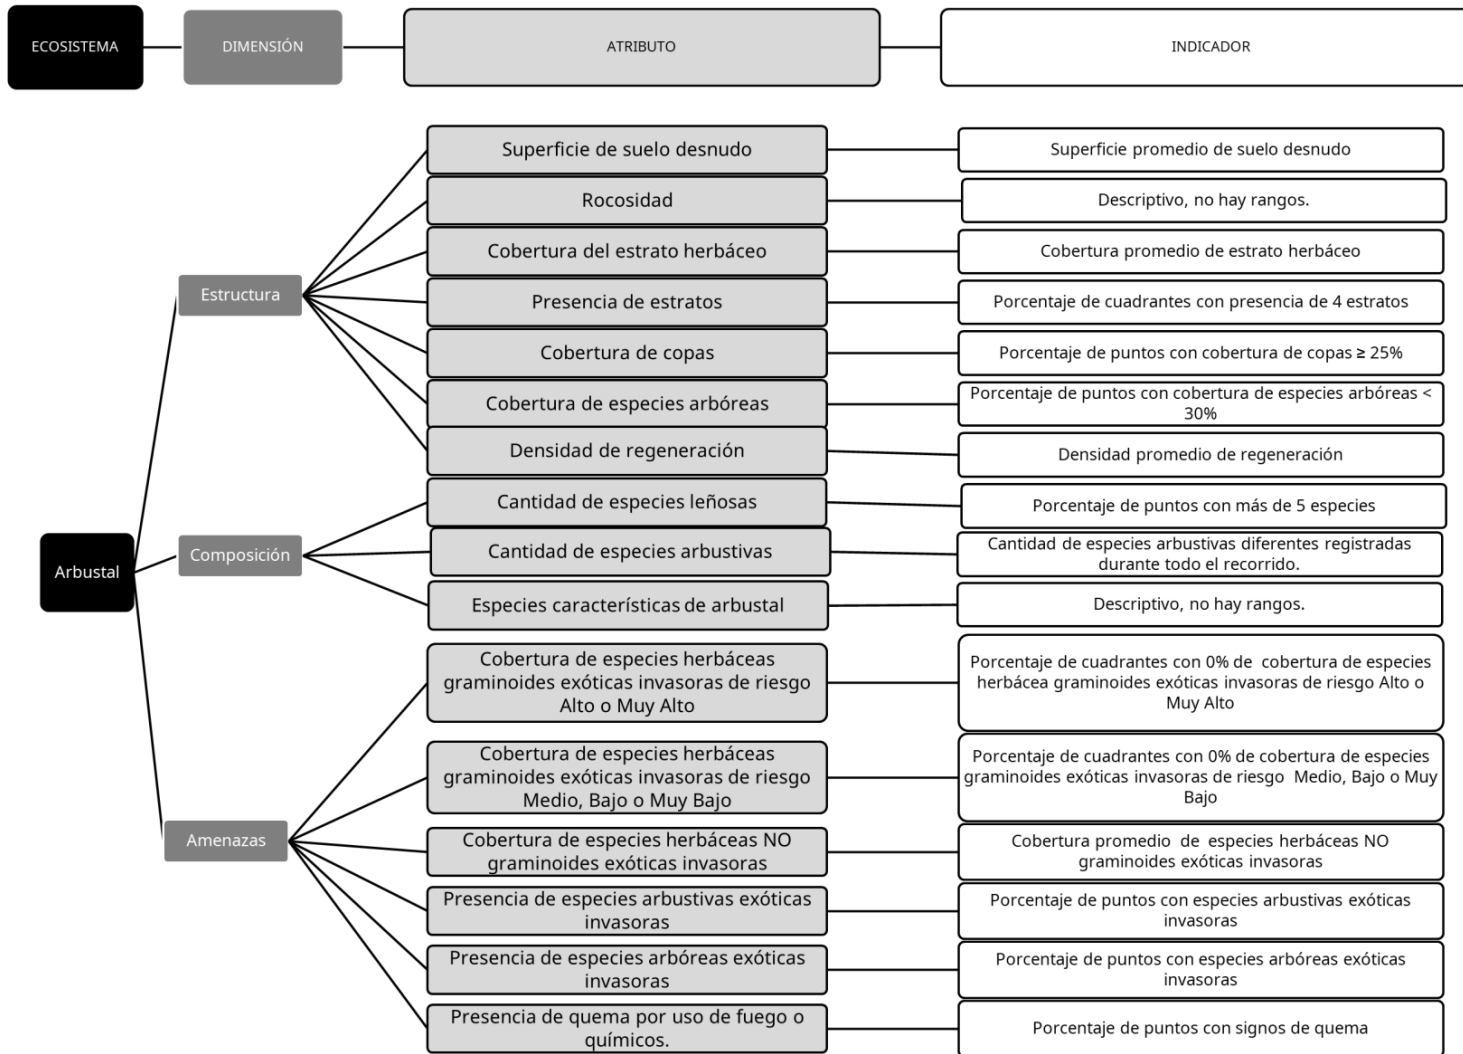 ECOSISTEMA
DIMENSIÓN
ATRIBUTO
INDICADOR
Superficie de suelo desnudo
Superficie promedio de suelo desnudo
Rocosidad
Descriptivo, no hay rangos.
Cobertura del estrato herbáceo
Cobertura promedio de estrato herbáceo
Estructura
Presencia de estratos
Porcentaje de cuadrantes con presencia de 4 estratos
Cobertura de copas
Porcentaje de puntos con cobertura de copas ≥ 25%
Cobertura de especies arbóreas
Porcentaje de puntos con cobertura de especies arbóreas <
30%
Densidad de regeneración
Densidad promedio de regeneración
Cantidad de especies leñosas
Porcentaje de puntos con más de 5 especies
Arbustal
Composición
Cantidad de especies arbustivas
Cantidad de especies arbustivas diferentes registradas
durante todo el recorrido.
Especies características de arbustal
Descriptivo, no hay rangos.
Cobertura de especies herbáceas
graminoides exóticas invasoras de riesgo
Alto o Muy Alto
Porcentaje de cuadrantes con 0% de  cobertura de especies
herbácea graminoides exóticas invasoras de riesgo Alto o
Muy Alto
Cobertura de especies herbáceas
graminoides exóticas invasoras de riesgo
Medio, Bajo o Muy Bajo
Porcentaje de cuadrantes con 0% de cobertura de especies
graminoides exóticas invasoras de riesgo  Medio, Bajo o Muy
Bajo
Amenazas
Cobertura de especies herbáceas NO
graminoides exóticas invasoras
Cobertura promedio  de  especies herbáceas NO
graminoides exóticas invasoras
Presencia de especies arbustivas exóticas
invasoras
Porcentaje de puntos con especies arbustivas exóticas
invasoras
Presencia de especies arbóreas exóticas
invasoras
Porcentaje de puntos con especies arbóreas exóticas
invasoras
Presencia de quema por uso de fuego o
químicos.
Porcentaje de puntos con signos de quema